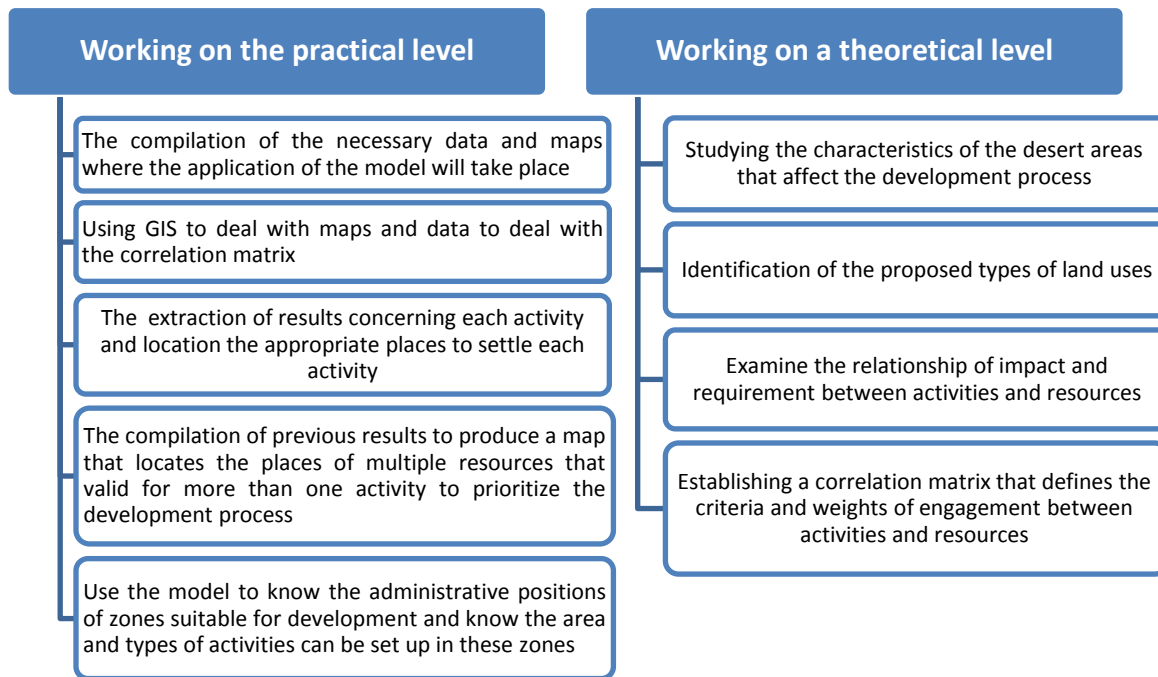 Working on the practical level
The compilation of the necessary data and maps
where the application of the model will take place
Using GIS to deal with maps and data to deal with
the correlation matrix
The extraction of results concerning each activity
and location the appropriate places to settle each
activity
The compilation of previous results to produce a map
that locates the places of multiple resources that
valid for more than one activity to prioritize the
development process
Use the model to know the administrative positions
of zones suitable for development and know the area
and types of activities can be set up in these zones
Working on a theoretical level
Studying the characteristics of the desert areas
that affect the development process
Identification of the proposed types of land uses
Examine the relationship of impact and
requirement between activities and resources
Establishing a correlation matrix that defines the
criteria and weights of engagement between
activities and resources